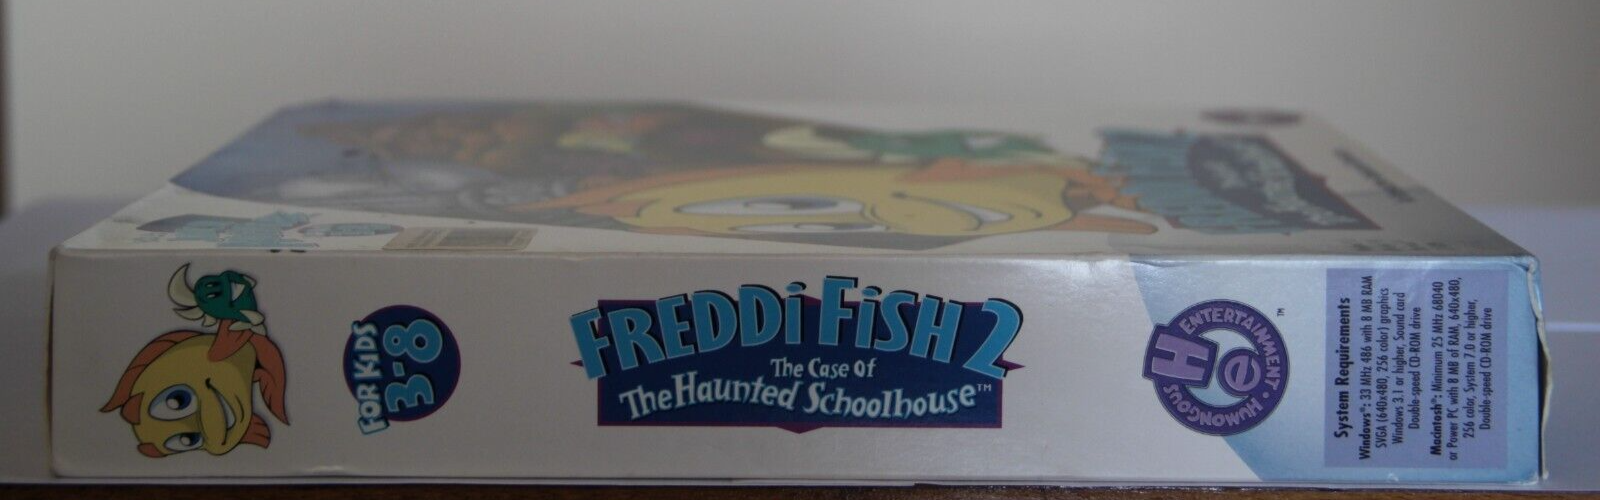 FOR KIDS
3-8
FREDDi FiSH 2
The Case of
The Haunted Schoolhouse™
HUMONGOUS • ENTERTAINMENT ™
He
System Requirements
Windows®: 33 MHz 486 with 8 MB RAM
SVGA (640x480, 256 color) graphics
Windows 3.1 or higher, Sound card
Double-speed CD-ROM drive
Macintosh®: Minimum 25 MHz 68040
or Power PC with 8 MB of RAM, 640x480,
256 color, System 7.0 or higher,
Double-speed CD-ROM drive